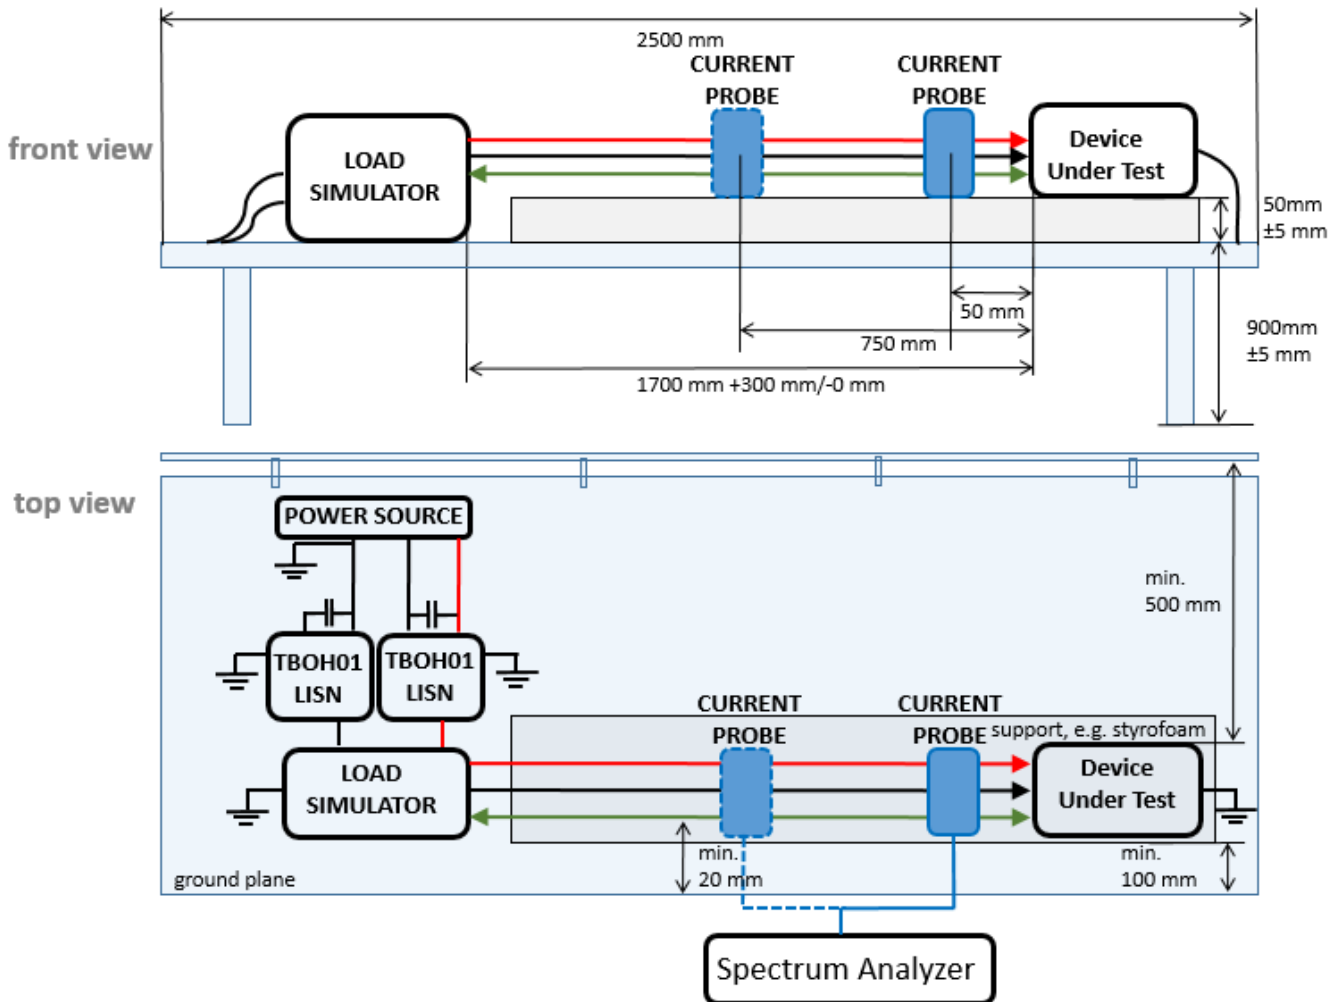 2500 mm
CURRENT
PROBE
CURRENT
PROBE
front view
LOAD
SIMULATOR
Device
Under Test
50mm
±5 mm
50 mm
750 mm
900mm
±5 mm
1700 mm +300 mm/-0 mm
top view
POWER SOURCE
min.
500 mm
TBOH01
LISN
TBOH01
LISN
CURRENT
PROBE
CURRENT
PROBE
support, e.g. styrofoam
LOAD
SIMULATOR
Device
Under Test
min.
20 mm
min.
100 mm
ground plane
Spectrum Analyzer